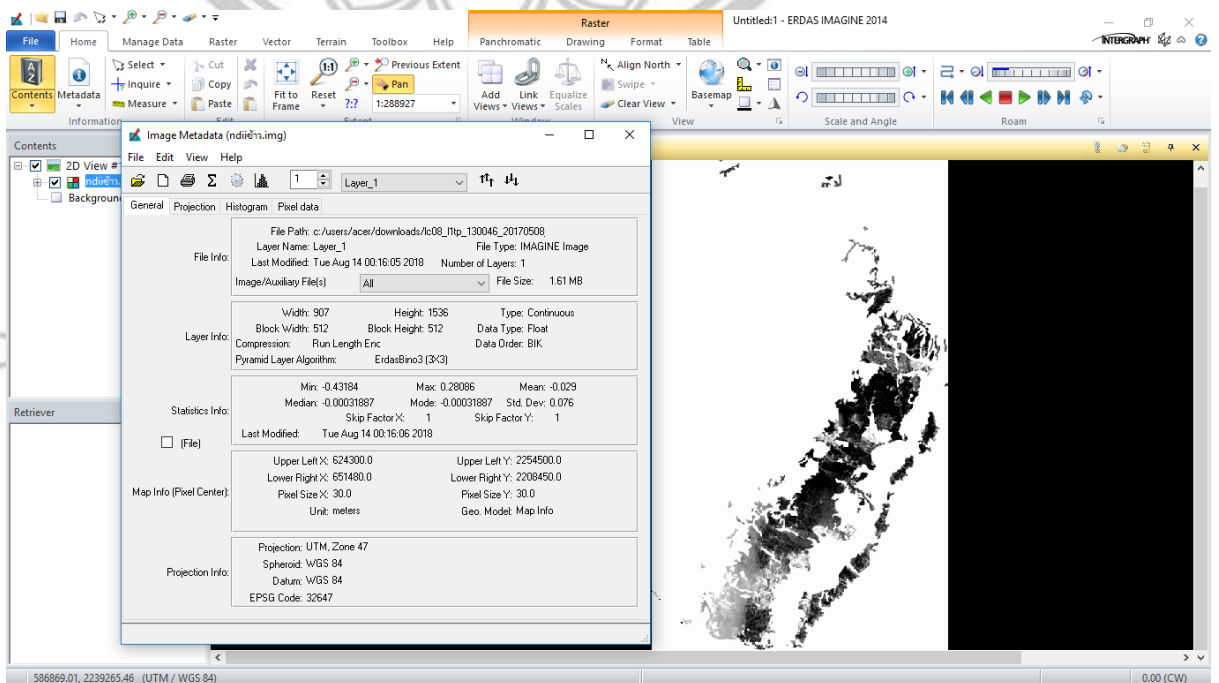 Raster
Untitled:1 - ERDAS IMAGINE 2014
File Home Manage Data Raster Vector Terrain Toolbox Help Panchromatic Drawing Format Table
INTERGRAPH
Contents
Metadata
Select
Inquire
Measure
Information
Cut
Copy
Paste
Edit
Fit to Frame
1:1
Reset
Previous Extent
Pan
?:?
1:288927
Extent
Add Views
Link Views
Equalize Scales
Window
Align North
Swipe
Clear View
Basemap
View
Scale and Angle
Roam
Contents
2D View #1
ndiiข้าว.
Background
Retriever
Image Metadata (ndiiข้าว.img)
File Edit View Help
1 Layer_1
General Projection Histogram Pixel data
File Info:
File Path: c:/users/acer/downloads/lc08_l1tp_130046_20170508
Layer Name: Layer_1 File Type: IMAGINE Image
Last Modified: Tue Aug 14 00:16:05 2018 Number of Layers: 1
Image/Auxiliary File(s) All File Size: 1.61 MB
Layer Info:
Width: 907 Height: 1536 Type: Continuous
Block Width: 512 Block Height: 512 Data Type: Float
Compression: Run Length Enc Data Order: BIK
Pyramid Layer Algorithm: ErdasBino3 (3X3)
Statistics Info:
Min: -0.43184 Max: 0.28086 Mean: -0.029
Median: -0.00031887 Mode: -0.00031887 Std. Dev: 0.076
Skip Factor X: 1 Skip Factor Y: 1
Last Modified: Tue Aug 14 00:16:06 2018
(File)
Map Info (Pixel Center):
Upper Left X: 624300.0 Upper Left Y: 2254500.0
Lower Right X: 651480.0 Lower Right Y: 2208450.0
Pixel Size X: 30.0 Pixel Size Y: 30.0
Unit: meters Geo. Model: Map Info
Projection Info:
Projection: UTM, Zone 47
Spheroid: WGS 84
Datum: WGS 84
EPSG Code: 32647
586869.01, 2239265.46 (UTM / WGS 84) 0.00 (CW)